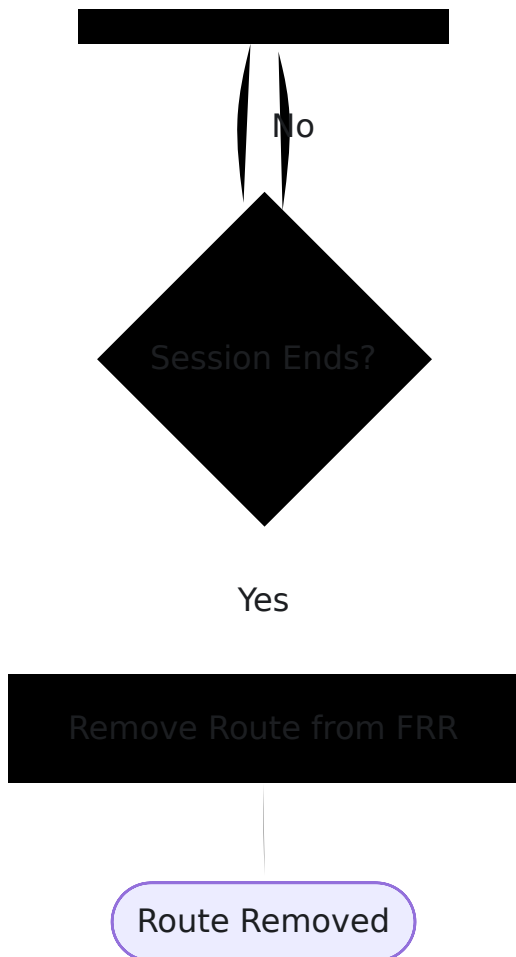 No
Session Ends?
Yes
Remove Route from FRR
Route Removed